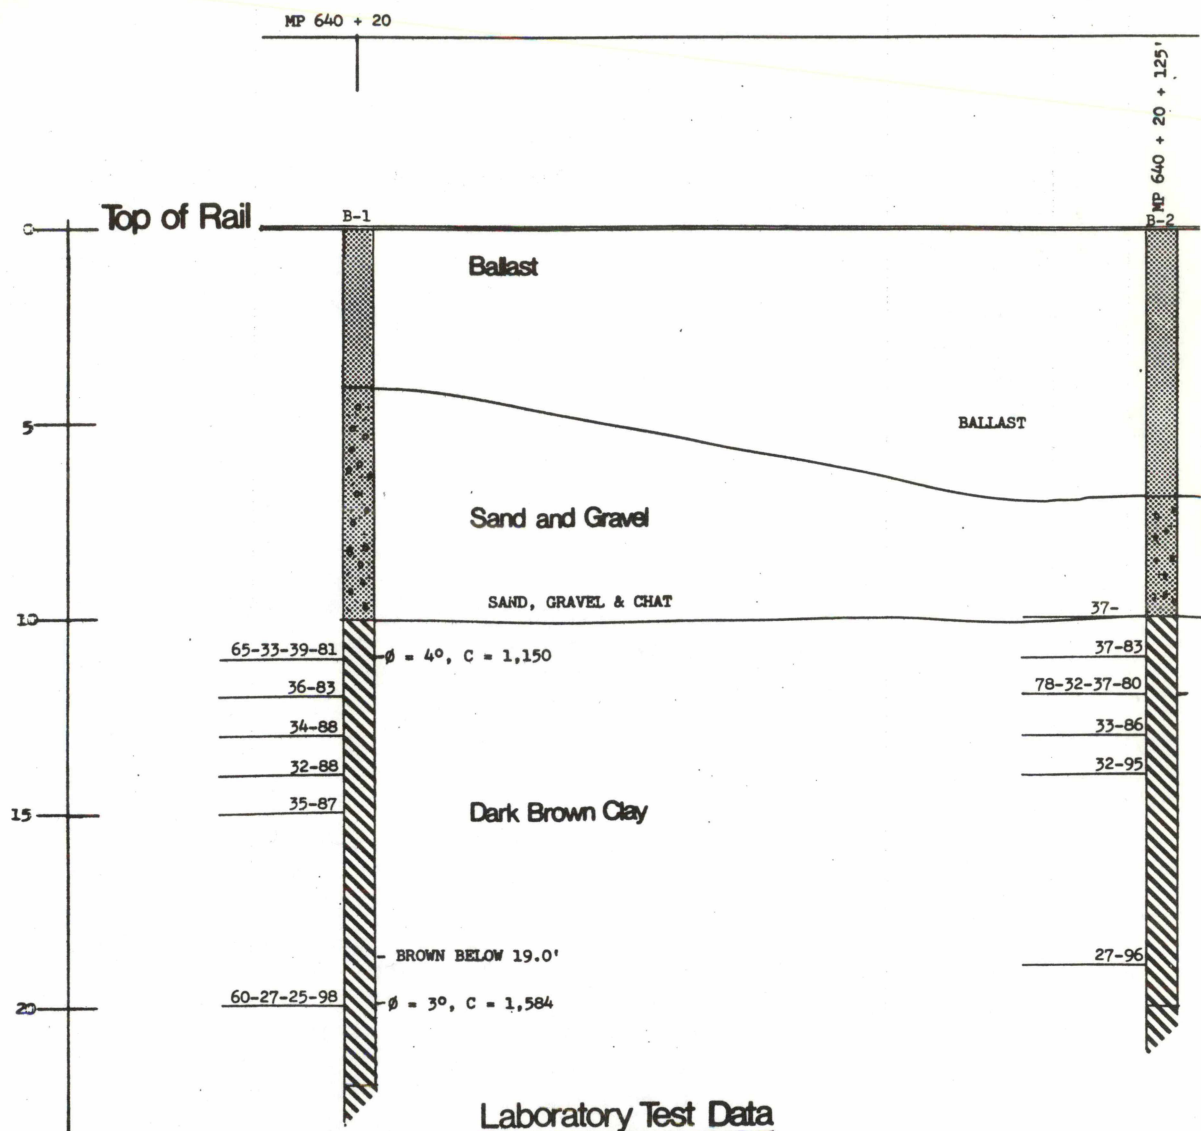 MP 640 + 20
MP 640 + 20 + 125'
Top of Rail
B-1
B-2
0
Ballast
5
BALLAST
Sand and Gravel
SAND, GRAVEL & CHAT
37-
10
65-33-39-81
Ø = 4°, C = 1,150
37-83
36-83
78-32-37-80
34-88
33-86
32-88
32-95
35-87
15
Dark Brown Clay
BROWN BELOW 19.0'
27-96
60-27-25-98
Ø = 3°, C = 1,584
20
Laboratory Test Data